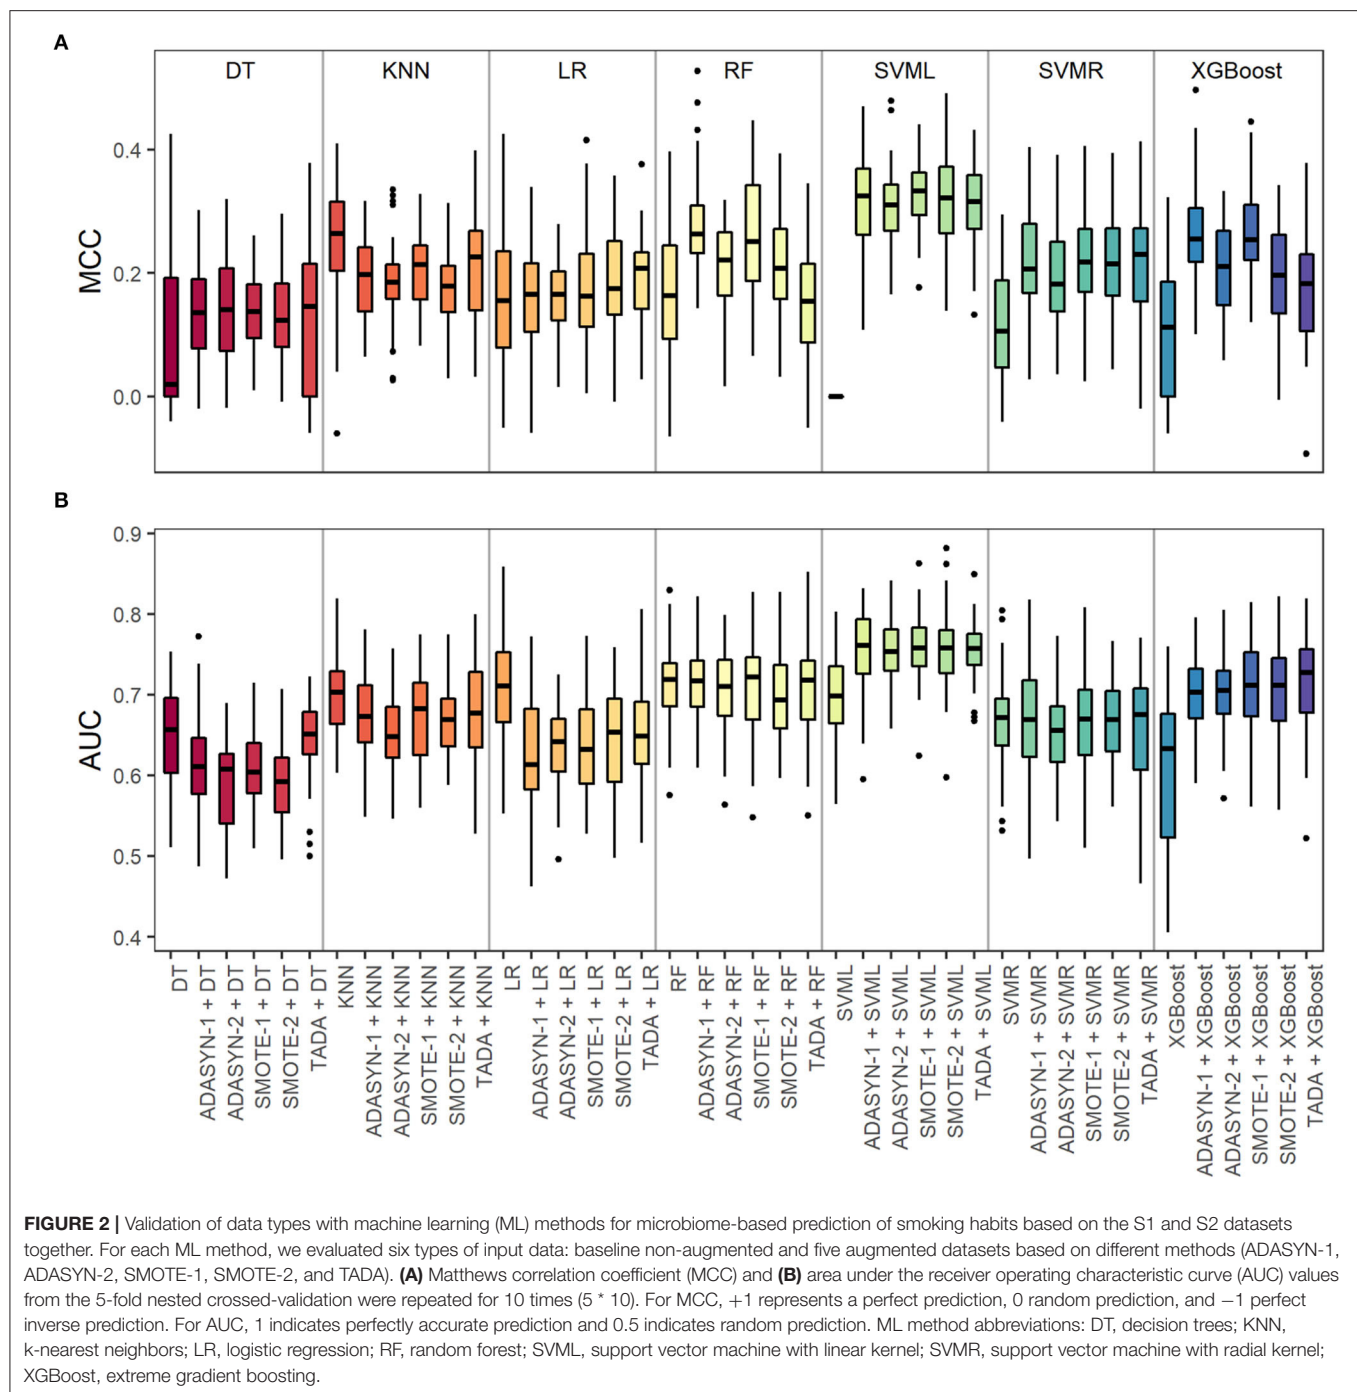 A
DT KNN LR RF SVML SVMR XGBoost
MCC
0.4
0.2
0.0
B
AUC
0.9
0.8
0.7
0.6
0.5
0.4
DT
ADASYN-1 + DT
ADASYN-2 + DT
SMOTE-1 + DT
SMOTE-2 + DT
TADA + DT
KNN
ADASYN-1 + KNN
ADASYN-2 + KNN
SMOTE-1 + KNN
SMOTE-2 + KNN
TADA + KNN
LR
ADASYN-1 + LR
ADASYN-2 + LR
SMOTE-1 + LR
SMOTE-2 + LR
TADA + LR
RF
ADASYN-1 + RF
ADASYN-2 + RF
SMOTE-1 + RF
SMOTE-2 + RF
TADA + RF
SVML
ADASYN-1 + SVML
ADASYN-2 + SVML
SMOTE-1 + SVML
SMOTE-2 + SVML
TADA + SVML
SVMR
ADASYN-1 + SVMR
ADASYN-2 + SVMR
SMOTE-1 + SVMR
SMOTE-2 + SVMR
TADA + SVMR
XGBoost
ADASYN-1 + XGBoost
ADASYN-2 + XGBoost
SMOTE-1 + XGBoost
SMOTE-2 + XGBoost
TADA + XGBoost
FIGURE 2 | Validation of data types with machine learning (ML) methods for microbiome-based prediction of smoking habits based on the S1 and S2 datasets
together. For each ML method, we evaluated six types of input data: baseline non-augmented and five augmented datasets based on different methods (ADASYN-1,
ADASYN-2, SMOTE-1, SMOTE-2, and TADA). (A) Matthews correlation coefficient (MCC) and (B) area under the receiver operating characteristic curve (AUC) values
from the 5-fold nested crossed-validation were repeated for 10 times (5 * 10). For MCC, +1 represents a perfect prediction, 0 random prediction, and −1 perfect
inverse prediction. For AUC, 1 indicates perfectly accurate prediction and 0.5 indicates random prediction. ML method abbreviations: DT, decision trees; KNN,
k-nearest neighbors; LR, logistic regression; RF, random forest; SVML, support vector machine with linear kernel; SVMR, support vector machine with radial kernel;
XGBoost, extreme gradient boosting.